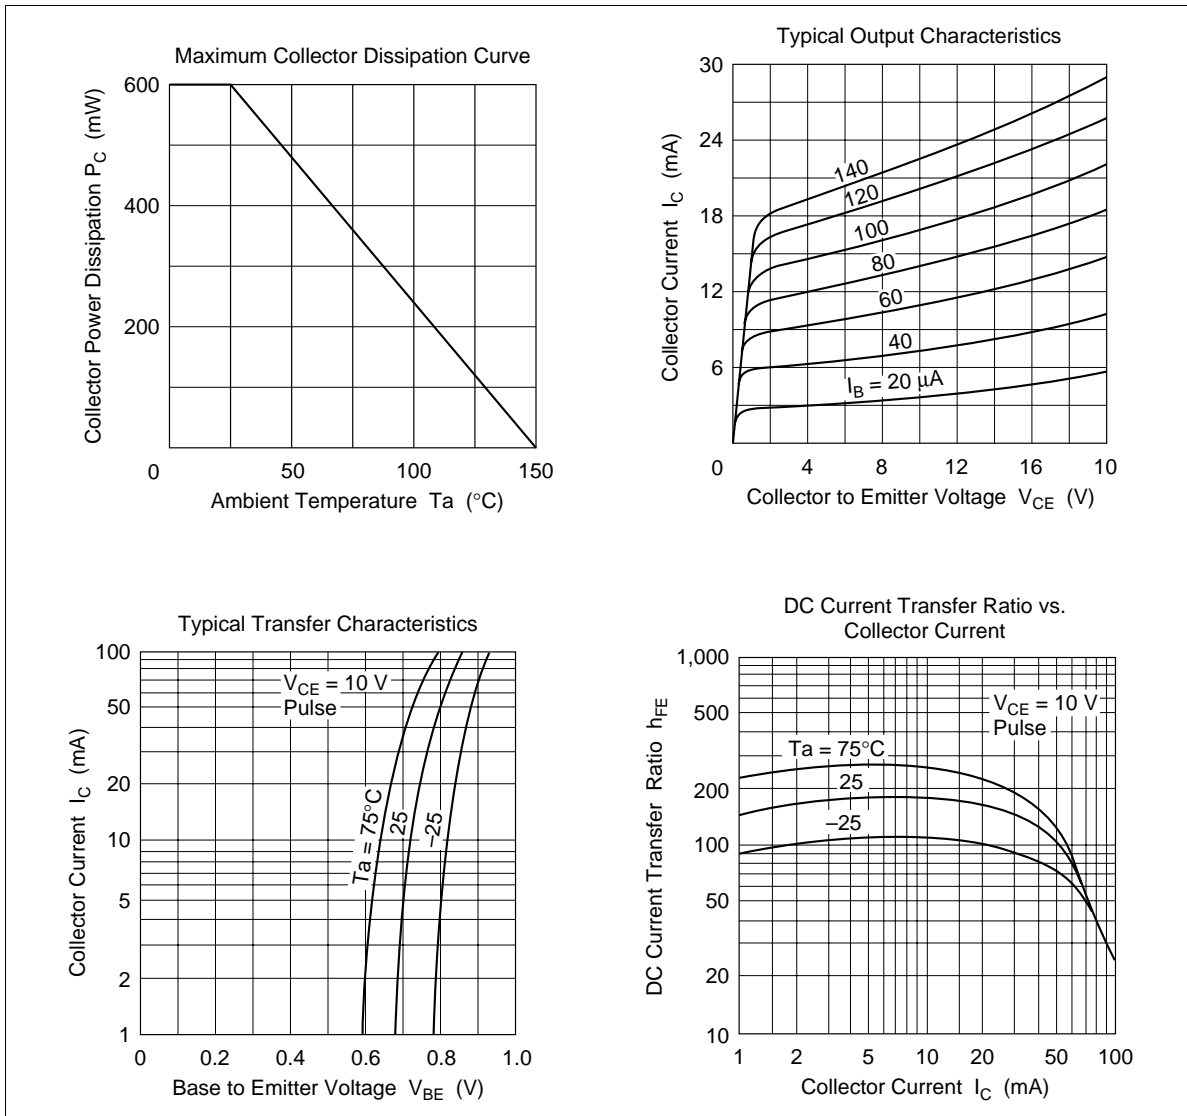 Maximum Collector Dissipation Curve
600
400
200
0
50
100
150
Collector Power Dissipation P_C (mW)
Ambient Temperature Ta (°C)
Typical Output Characteristics
30
24
18
12
6
0
4
8
12
16
10
140
120
100
80
60
40
I_B = 20 µA
Collector Current I_C (mA)
Collector to Emitter Voltage V_CE (V)
Typical Transfer Characteristics
100
50
20
10
5
2
1
0
0.2
0.4
0.6
0.8
1.0
V_CE = 10 V
Pulse
Ta = 75°C
25
–25
Collector Current I_C (mA)
Base to Emitter Voltage V_BE (V)
DC Current Transfer Ratio vs.
Collector Current
1,000
500
200
100
50
20
10
1
2
5
10
20
50
100
V_CE = 10 V
Pulse
Ta = 75°C
25
–25
DC Current Transfer Ratio h_FE
Collector Current I_C (mA)